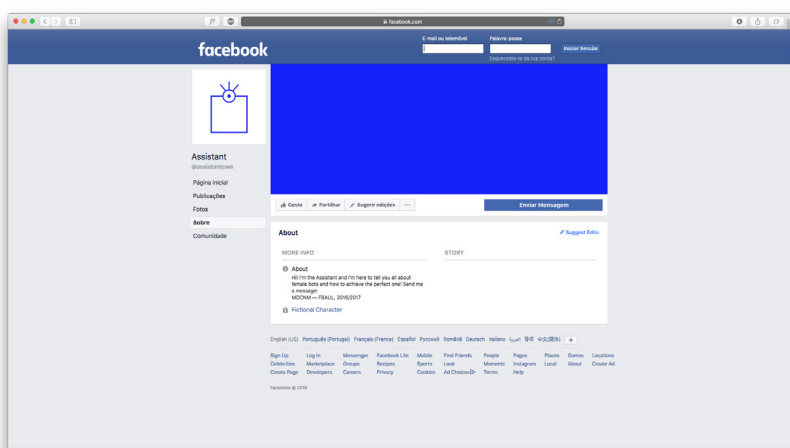 f?
facebook.com
facebook
E-mail ou telemóvel
Palavra-passe
Iniciar Sessão
Esqueceste-te da tua conta?
Assistant
@assistantcwe
Página inicial
Publicações
Fotos
Sobre
Comunidade
Gosto
Partilhar
Sugerir edições
Enviar Mensagem
About
Suggest Edits
MORE INFO
STORY
About
Hi! I'm the Assistant and I'm here to tell you all about
female bots and how to achieve the perfect one! Send me
a message!
MDCNM — FBAUL, 2016/2017
Fictional Character
English (US) Português (Portugal) Français (France) Español Русский Română Deutsch Italiano العربية हिन्दी 中文(简体)
Sign Up Log In Messenger Facebook Lite Mobile Find Friends People Pages Places Games Locations
Celebrities Marketplace Groups Recipes Sports Look Moments Instagram Local About Create Ad
Create Page Developers Careers Privacy Cookies Ad Choices Terms Help
Facebook © 2018